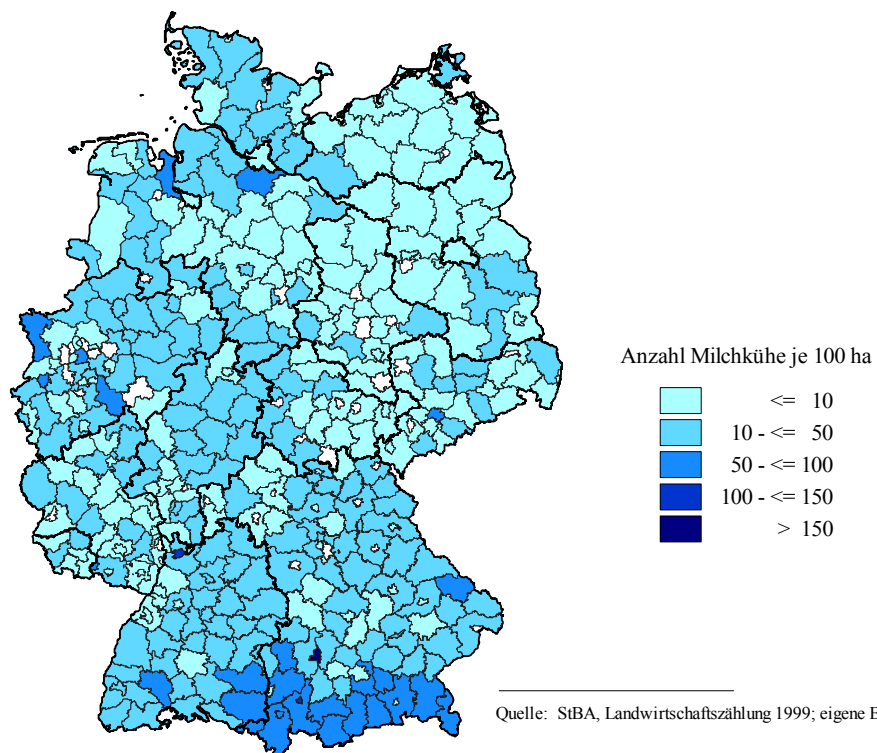 Anzahl Milchkühe je 100 ha
<= 10
10 - <= 50
50 - <= 100
100 - <= 150
> 150
Quelle: StBA, Landwirtschaftszählung 1999; eigene B